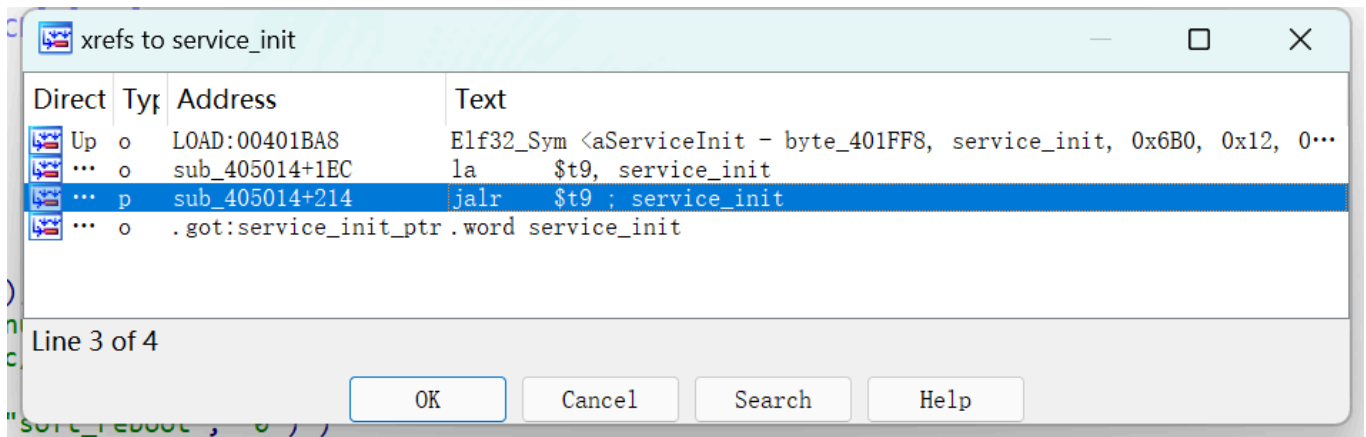 xrefs to service_init
Direct Typ Address Text
Up o LOAD:00401BA8 Elf32_Sym <aServiceInit - byte_401FF8, service_init, 0x6B0, 0x12, 0…
… o sub_405014+1EC la $t9, service_init
… p sub_405014+214 jalr $t9 ; service_init
… o .got:service_init_ptr .word service_init
Line 3 of 4
OK Cancel Search Help
"soft_reboot", "0") )